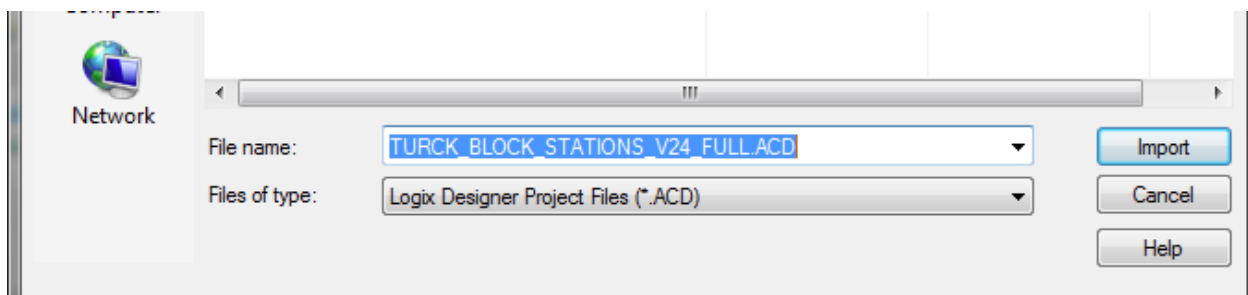 Network
File name:
TURCK_BLOCK_STATIONS_V24_FULL.ACD
Import
Files of type:
Logix Designer Project Files (*.ACD)
Cancel
Help